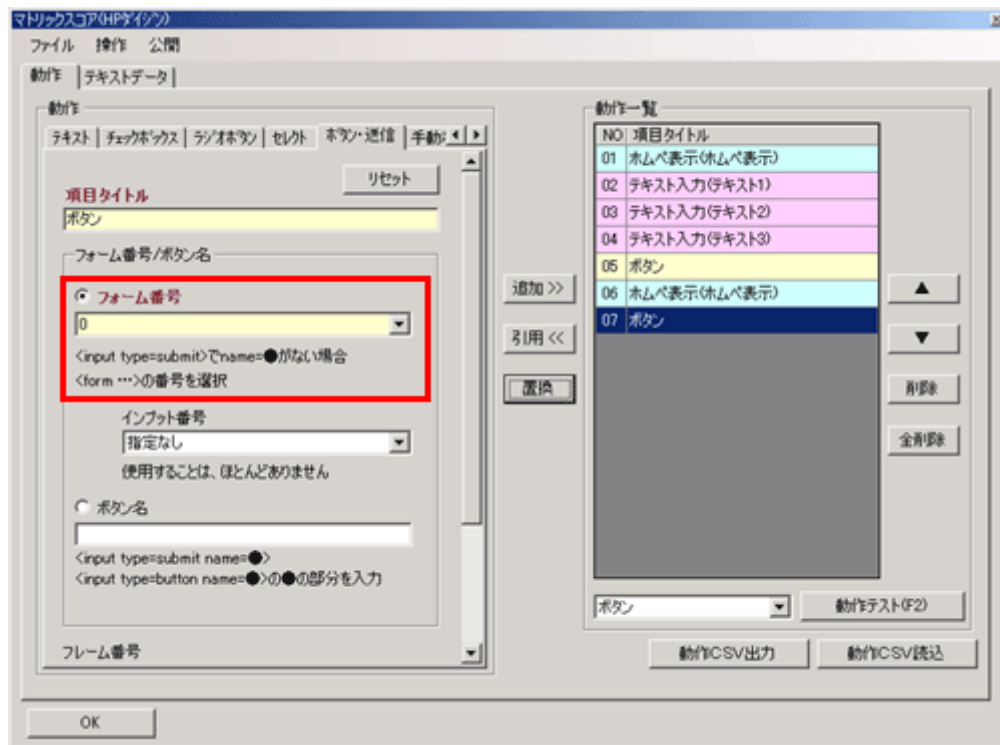 マトリックスコア(HPダイシン)
ファイル 操作 公開
動作 テキストデータ
動作
テキスト チェックボックス ラジオボタン セレクト ボタン・送信 手動
リセット
項目タイトル
ボタン
フォーム番号/ボタン名
フォーム番号
0
<input type=submit>でname=●がない場合
<form …>の番号を選択
インプット番号
指定なし
使用することは、ほとんどありません
ボタン名
<input type=submit name=●>
<input type=button name=●>の●の部分を入力
フレーム番号
追加 >>
引用 <<
置換
動作一覧
NO 項目タイトル
01 ホムペ表示(ホムペ表示)
02 テキスト入力(テキスト1)
03 テキスト入力(テキスト2)
04 テキスト入力(テキスト3)
05 ボタン
06 ホムペ表示(ホムペ表示)
07 ボタン
▲
▼
削除
全削除
ボタン 動作テスト(F2)
動作CSV出力 動作CSV読込
OK